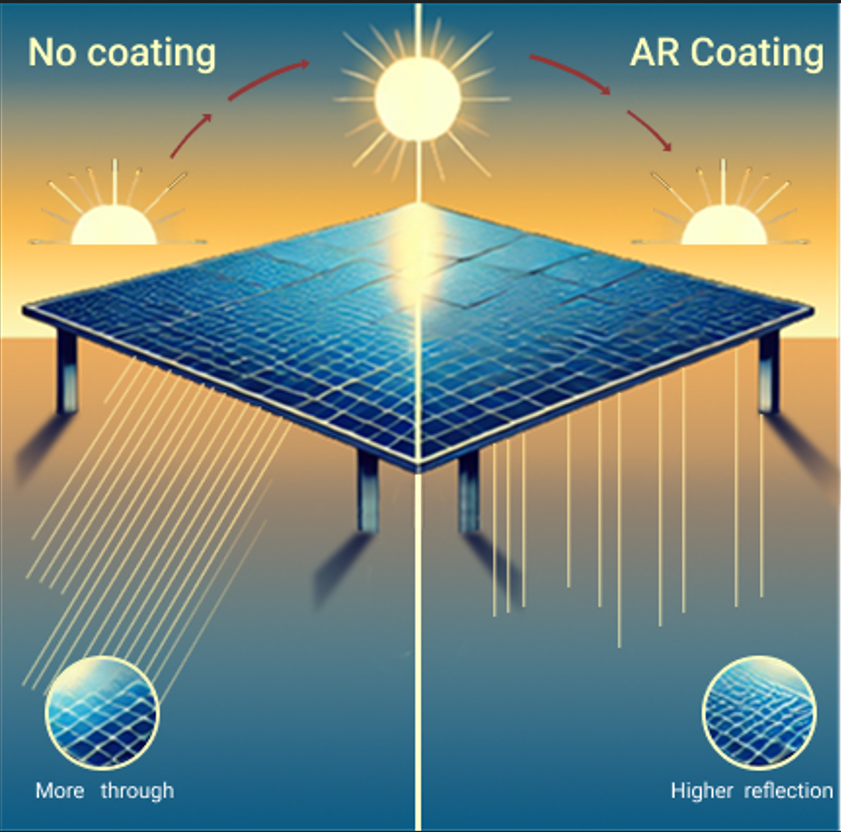 No coating
AR Coating
More through
Higher reflection